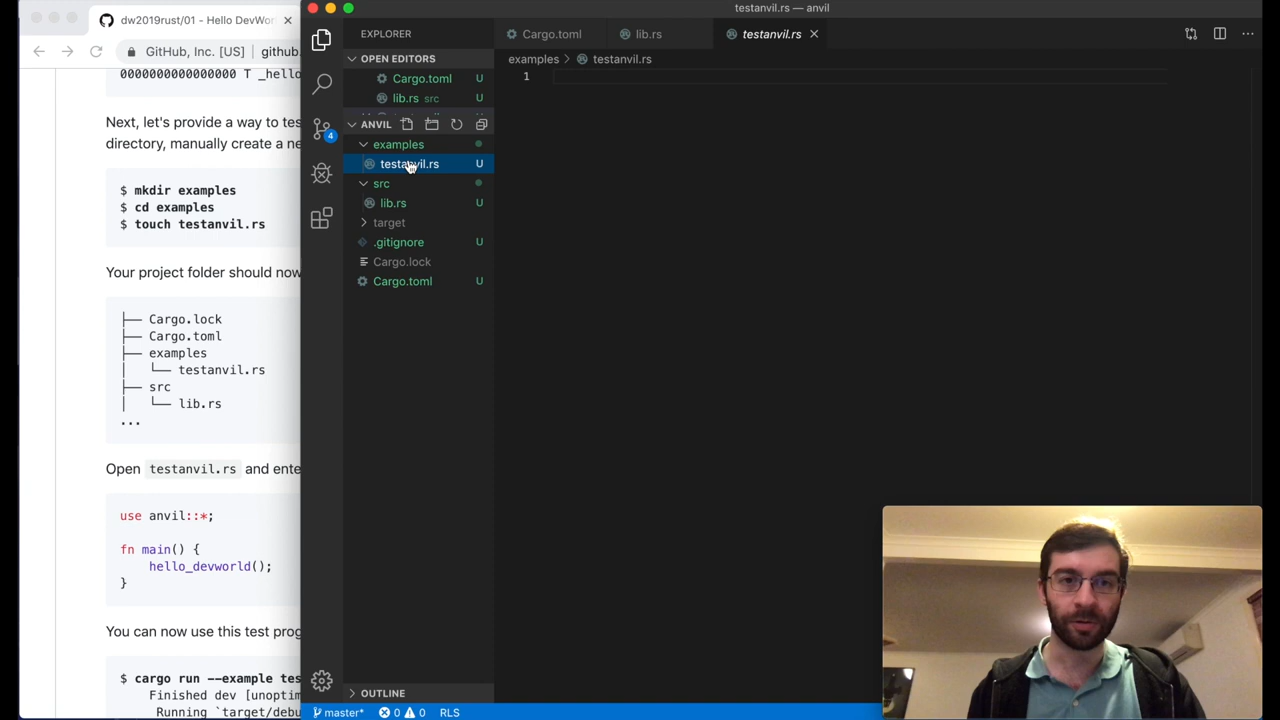 dw2019rust/01 - Hello DevWor
GitHub, Inc. [US]
github.
0000000000000000 T _hello
Next, let's provide a way to tes
directory, manually create a ne
$ mkdir examples
$ cd examples
$ touch testanvil.rs
Your project folder should now
├── Cargo.lock
├── Cargo.toml
├── examples
│   └── testanvil.rs
├── src
│   └── lib.rs
...
Open testanvil.rs and ente
use anvil::*;
fn main() {
hello_devworld();
}
You can now use this test prog
$ cargo run --example tes
Finished dev [unoptim
Running `target/debu
testanvil.rs — anvil
EXPLORER
OPEN EDITORS
Cargo.toml U
lib.rs src U
ANVIL
examples
testanvil.rs U
src
lib.rs U
target
.gitignore U
Cargo.lock
Cargo.toml U
OUTLINE
4
Cargo.toml
lib.rs
testanvil.rs
examples > testanvil.rs
1
master* 0 0 RLS